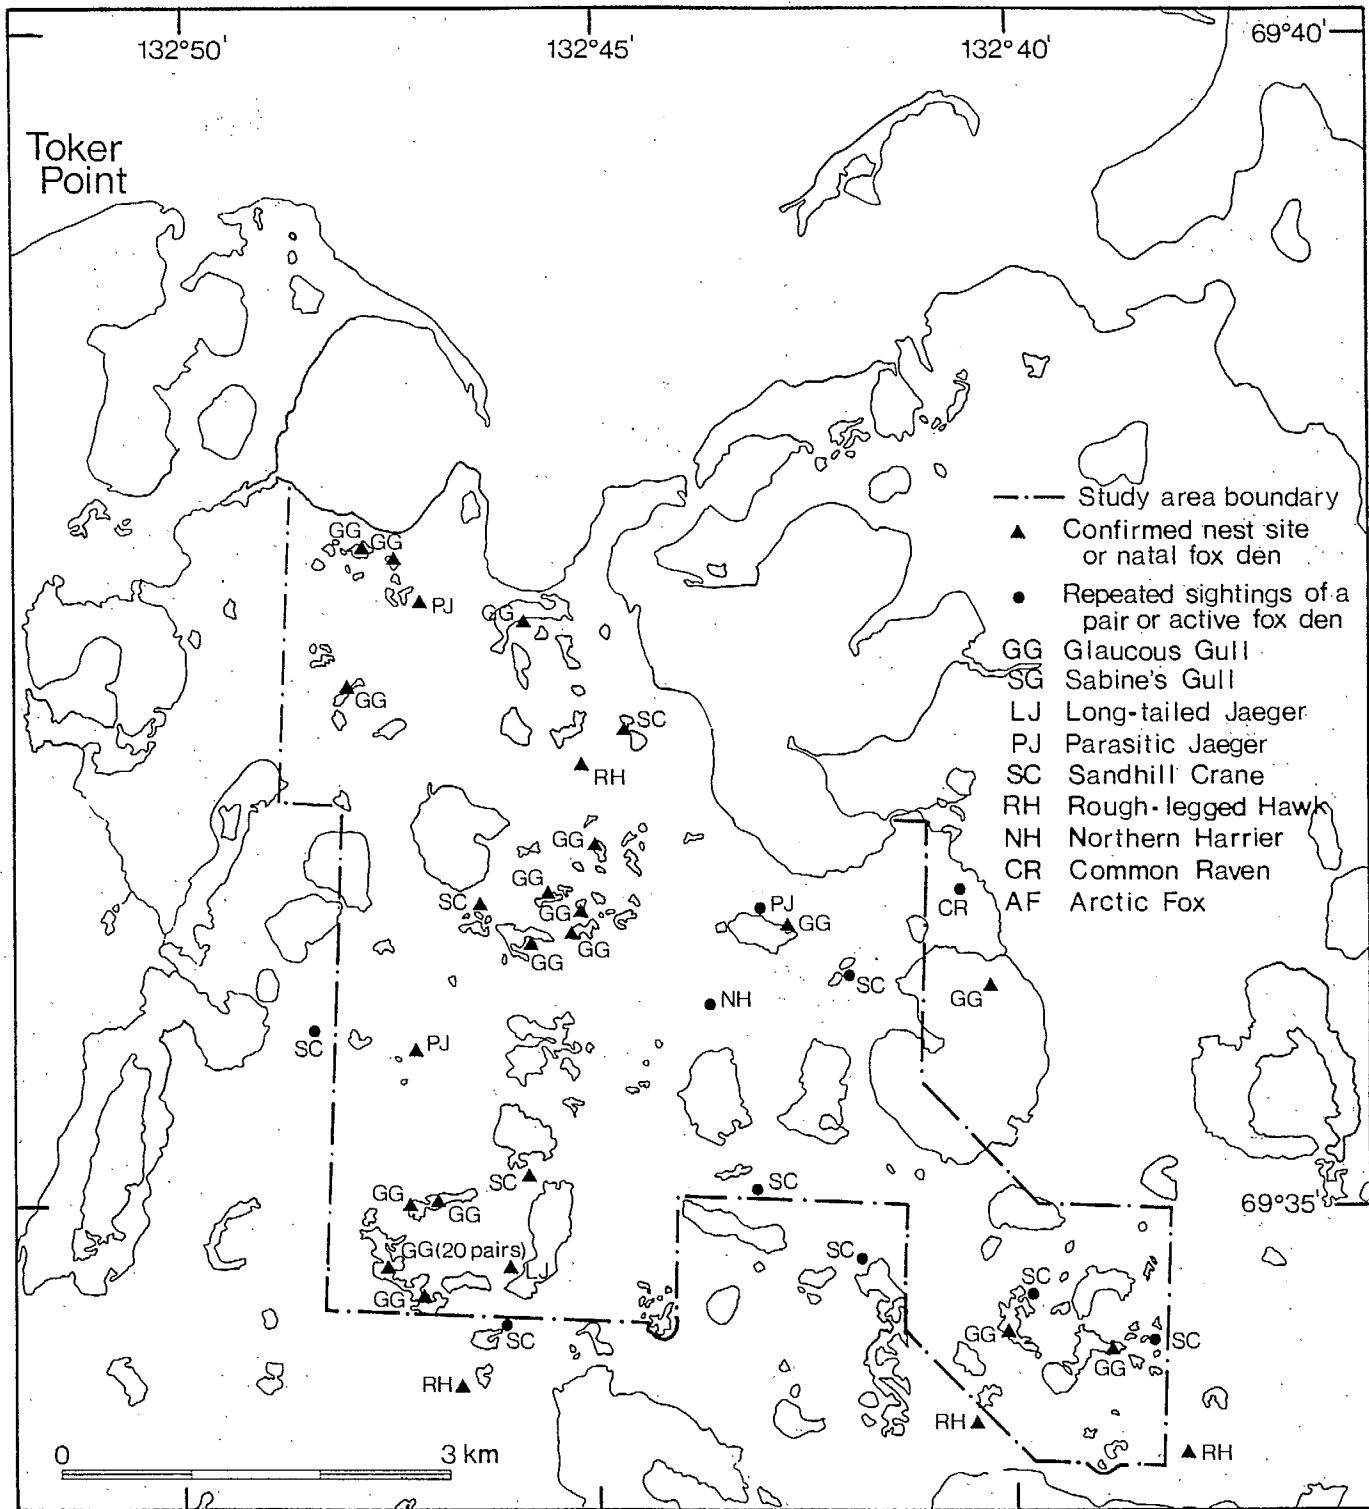 132°50'
132°45'
132°40'
69°40'
Toker
Point
Study area boundary
Confirmed nest site
or natal fox den
Repeated sightings of a
pair or active fox den
GG Glaucous Gull
SG Sabine's Gull
LJ Long-tailed Jaeger
PJ Parasitic Jaeger
SC Sandhill Crane
RH Rough-legged Hawk
NH Northern Harrier
CR Common Raven
AF Arctic Fox
GG
GG
PJ
GG
GG
SC
RH
GG
GG
SC
GG
GG
GG
PJ
GG
CR
SC
GG
NH
SC
PJ
SC
SC
GG
GG
69°35'
GG (20 pairs)
LJ
SC
GG
SC
SC
GG
SC
GG
RH
RH
RH
0
3 km